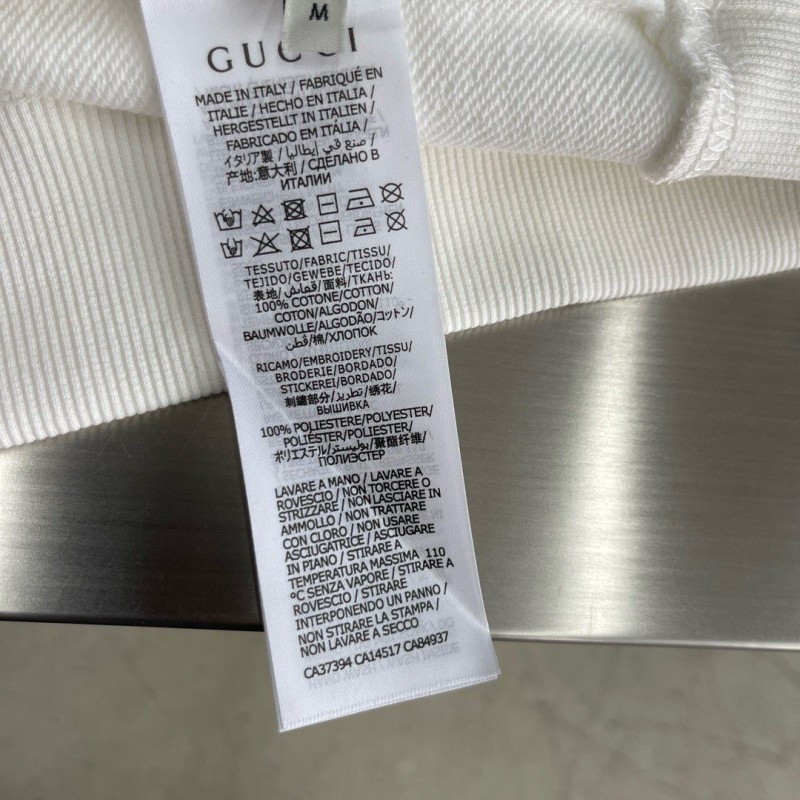 M
GUCCI
MADE IN ITALY / FABRIQUÉ EN
ITALIE / HECHO EN ITALIA /
HERGESTELLT IN ITALIEN /
FABRICADO EM ITÁLIA /
イタリア製 / صنع في إيطاليا /
产地:意大利 / СДЕЛАНО В
ИТАЛИИ
TESSUTO/FABRIC/TISSU/
TEJIDO/GEWEBE/TECIDO/
表地/قماش/面料/ТКАНЬ:
100% COTONE/COTTON/
COTON/ALGODON/
BAUMWOLLE/ALGODÃO/コットン/
قطن/棉/ХЛОПОК
RICAMO/EMBROIDERY/TISSU/
BRODERIE/BORDADO/
STICKEREI/BORDADO/
刺繍部分/تطريز/绣花/
ВЫШИВКА
100% POLIESTERE/POLYESTER/
POLIÉSTER/POLYESTER/
ポリエステル/بوليستر/聚酯纤维/
ПОЛИЭСТЕР
LAVARE A MANO / LAVARE A
ROVESCIO / NON TORCERE O
STRIZZARE / NON LASCIARE IN
AMMOLLO / NON TRATTARE
CON CLORO / NON USARE
ASCIUGATRICE / ASCIUGARE
IN PIANO / STIRARE A
TEMPERATURA MASSIMA 110
°C SENZA VAPORE / STIRARE A
ROVESCIO / STIRARE
INTERPONENDO UN PANNO /
NON STIRARE LA STAMPA /
NON LAVARE A SECCO
CA37394 CA14517 CA84937